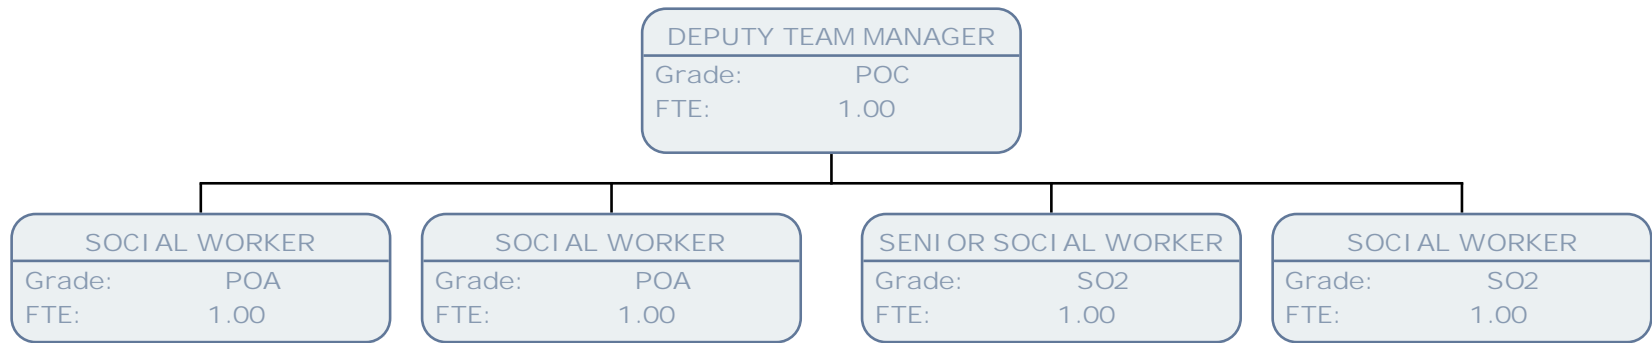 DEPUTY TEAM MANAGER
Grade: POC
FTE: 1.00
SOCIAL WORKER
Grade: POA
FTE: 1.00
SOCIAL WORKER
Grade: POA
FTE: 1.00
SENIOR SOCIAL WORKER
Grade: SO2
FTE: 1.00
SOCIAL WORKER
Grade: SO2
FTE: 1.00